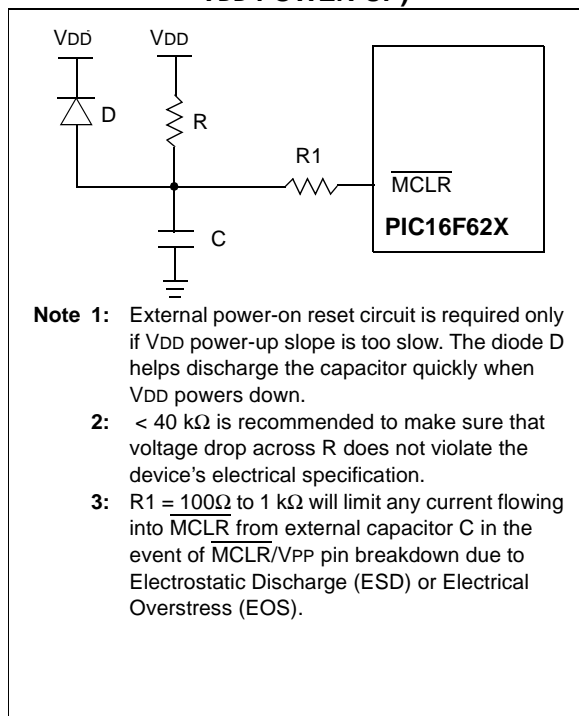 VDD POWER-UP)
VDD VDD
D
R
R1
MCLR
PIC16F62X
C
Note 1: External power-on reset circuit is required only
if VDD power-up slope is too slow. The diode D
helps discharge the capacitor quickly when
VDD powers down.
2: < 40 kΩ is recommended to make sure that
voltage drop across R does not violate the
device's electrical specification.
3: R1 = 100Ω to 1 kΩ will limit any current flowing
into MCLR from external capacitor C in the
event of MCLR/VPP pin breakdown due to
Electrostatic Discharge (ESD) or Electrical
Overstress (EOS).